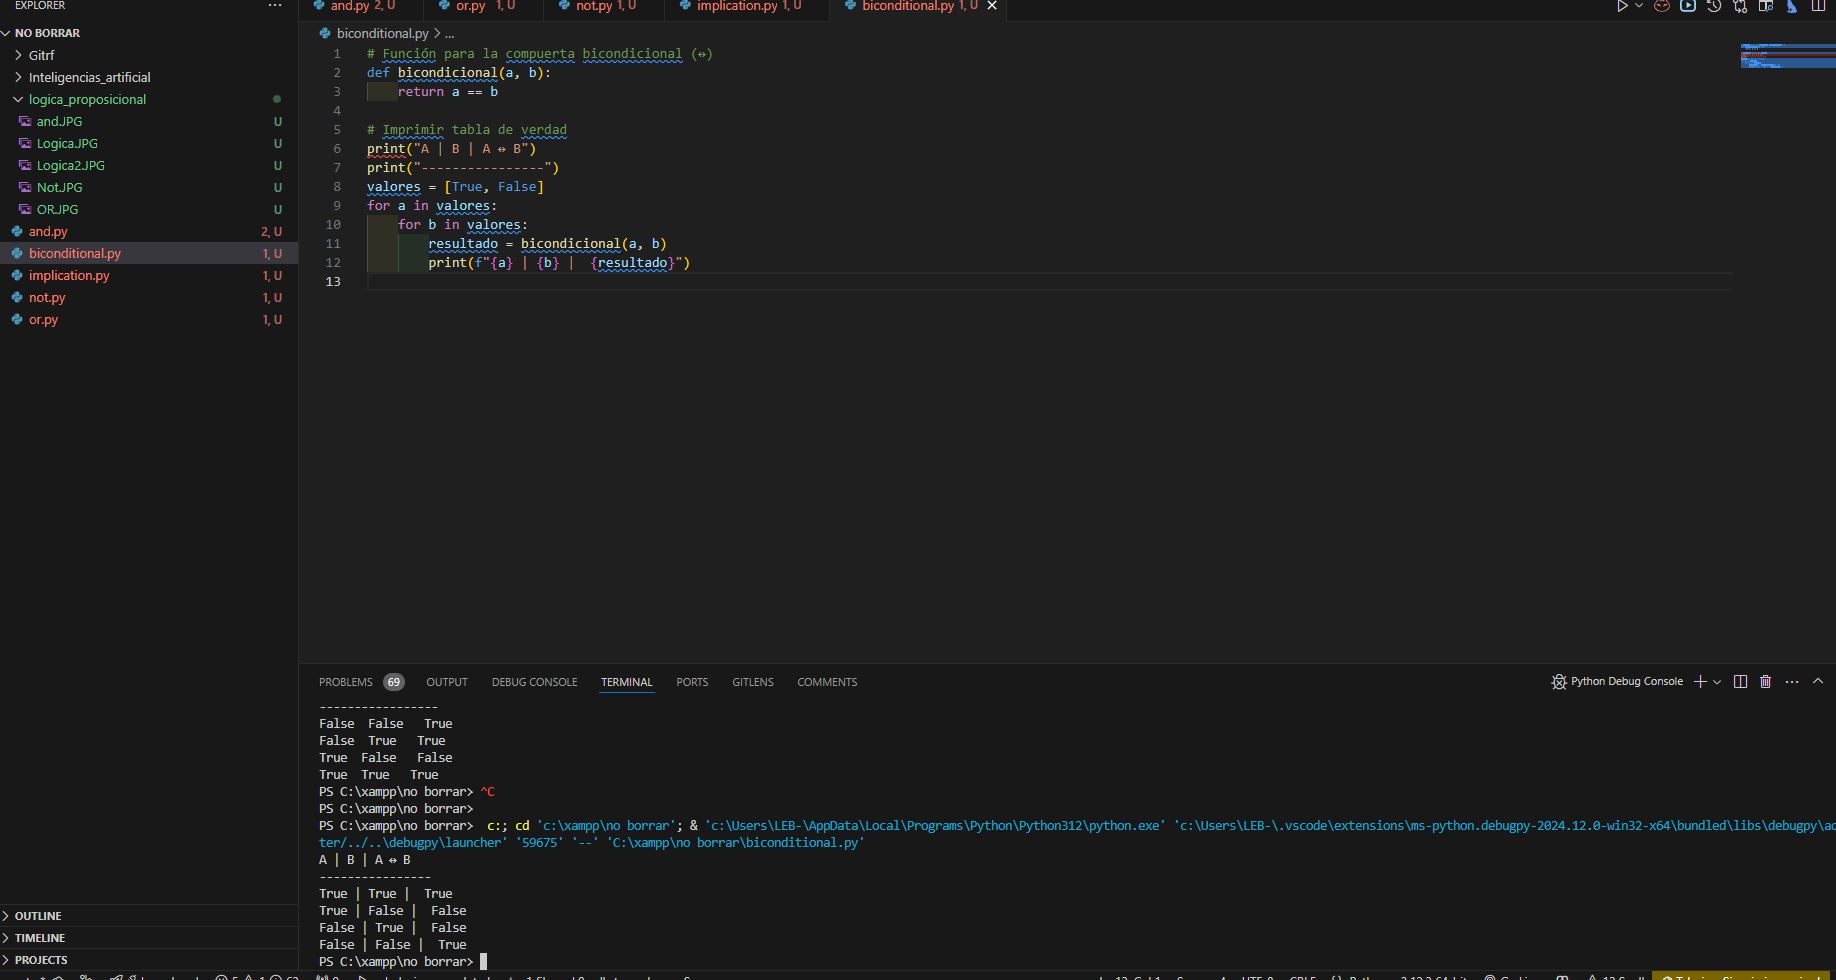 EXPLORER ...
and.py 2, U or.py 1, U not.py 1, U implication.py 1, U biconditional.py 1, U
NO BORRAR
Gitrf
Inteligencias_artificial
logica_proposicional
and.JPG U
Logica.JPG U
Logica2.JPG U
Not.JPG U
OR.JPG U
and.py 2, U
biconditional.py 1, U
implication.py 1, U
not.py 1, U
or.py 1, U
OUTLINE
TIMELINE
PROJECTS
biconditional.py > ...
1 # Función para la compuerta bicondicional (↔)
2 def bicondicional(a, b):
3 return a == b
4
5 # Imprimir tabla de verdad
6 print("A | B | A ↔ B")
7 print("----------------")
8 valores = [True, False]
9 for a in valores:
10 for b in valores:
11 resultado = bicondicional(a, b)
12 print(f"{a} | {b} |  {resultado}")
13
PROBLEMS 69 OUTPUT DEBUG CONSOLE TERMINAL PORTS GITLENS COMMENTS Python Debug Console
-----------------
False  False   True
False  True   True
True  False   False
True  True   True
PS C:\xampp\no borrar> ^C
PS C:\xampp\no borrar>
PS C:\xampp\no borrar>  c:; cd 'c:\xampp\no borrar'; & 'c:\Users\LEB-\AppData\Local\Programs\Python\Python312\python.exe' 'c:\Users\LEB-\.vscode\extensions\ms-python.debugpy-2024.12.0-win32-x64\bundled\libs\debugpy\ad
ter/../..\debugpy\launcher' '59675' '--' 'C:\xampp\no borrar\biconditional.py'
A | B | A ↔ B
----------------
True | True |  True
True | False |  False
False | True |  False
False | False |  True
PS C:\xampp\no borrar>